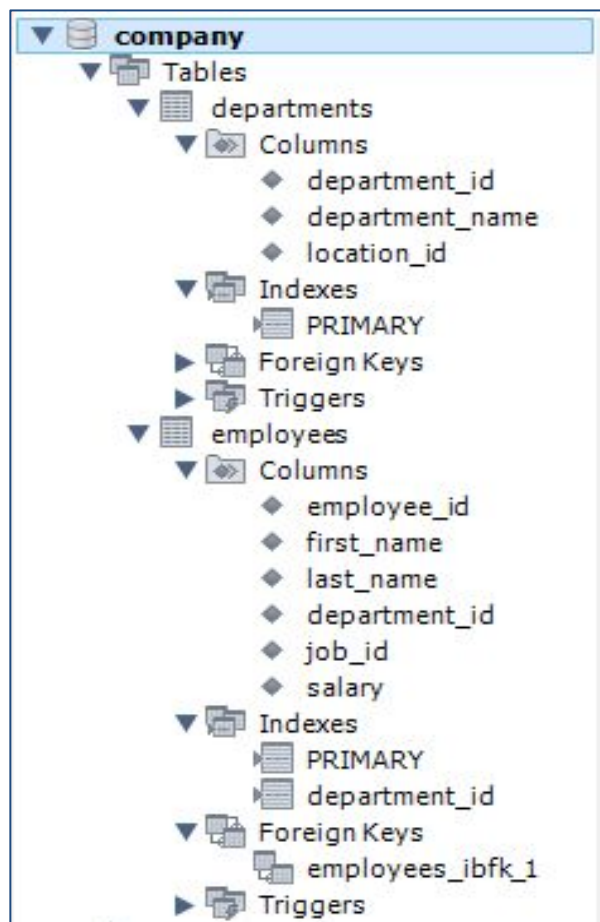 company
Tables
departments
Columns
department_id
department_name
location_id
Indexes
PRIMARY
Foreign Keys
Triggers
employees
Columns
employee_id
first_name
last_name
department_id
job_id
salary
Indexes
PRIMARY
department_id
Foreign Keys
employees_ibfk_1
Triggers